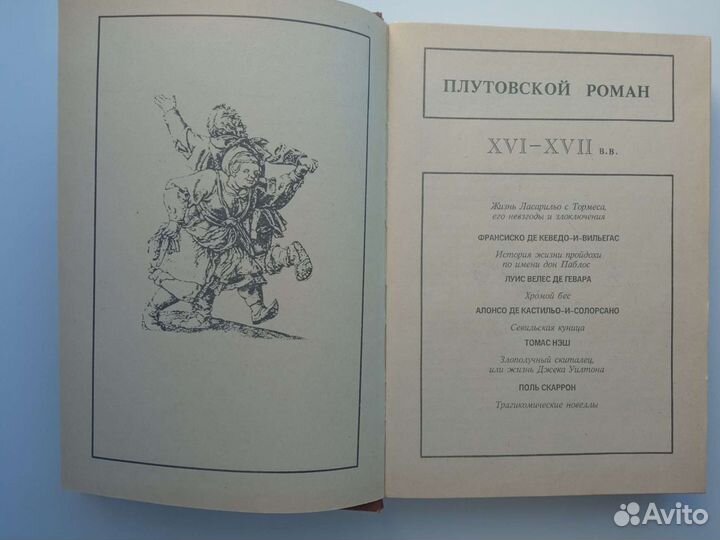 ПЛУТОВСКОЙ РОМАН
XVI–XVII в.в.
Жизнь Ласарильо с Тормеса,
его невзгоды и злоключения
ФРАНСИСКО ДЕ КЕВЕДО-И-ВИЛЬЕГАС
История жизни пройдохи
по имени дон Паблос
ЛУИС ВЕЛЕС ДЕ ГЕВАРА
Хромой бес
АЛОНСО ДЕ КАСТИЛЬО-И-СОЛОРСАНО
Севильская куница
ТОМАС НЭШ
Злополучный скиталец,
или жизнь Джека Уилтона
ПОЛЬ СКАРРОН
Трагикомические новеллы
Avito